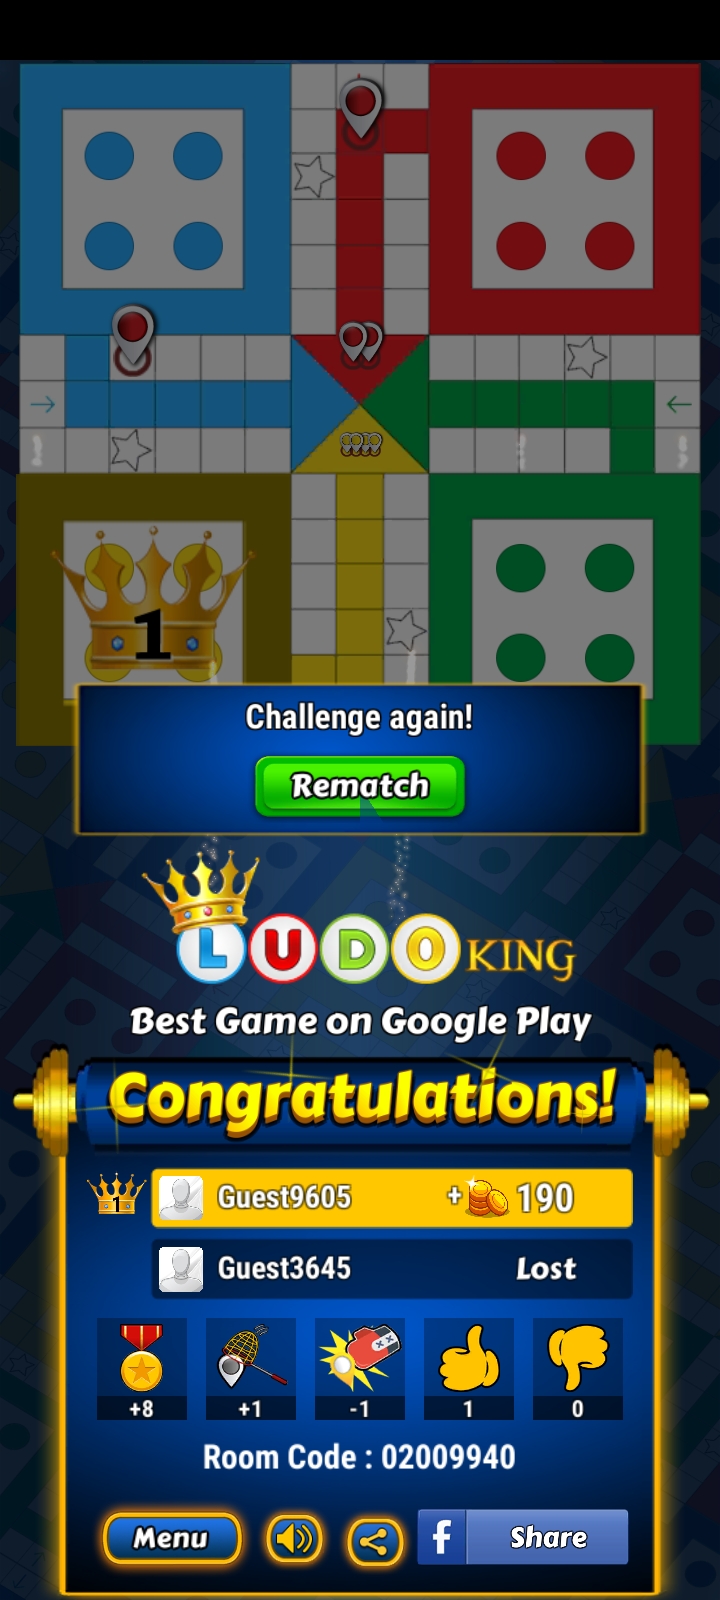 1
Challenge again!
Rematch
LUDO KING
Best Game on Google Play
Congratulations!
1 Guest9605 + 190
Guest3645 Lost
+8 +1 -1 1 0
Room Code : 02009940
Menu f Share